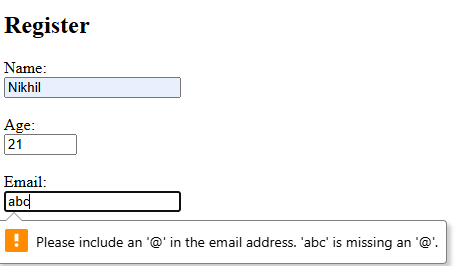 Register
Name:
Nikhil
Age:
21
Email:
abc
Please include an '@' in the email address. 'abc' is missing an '@'.